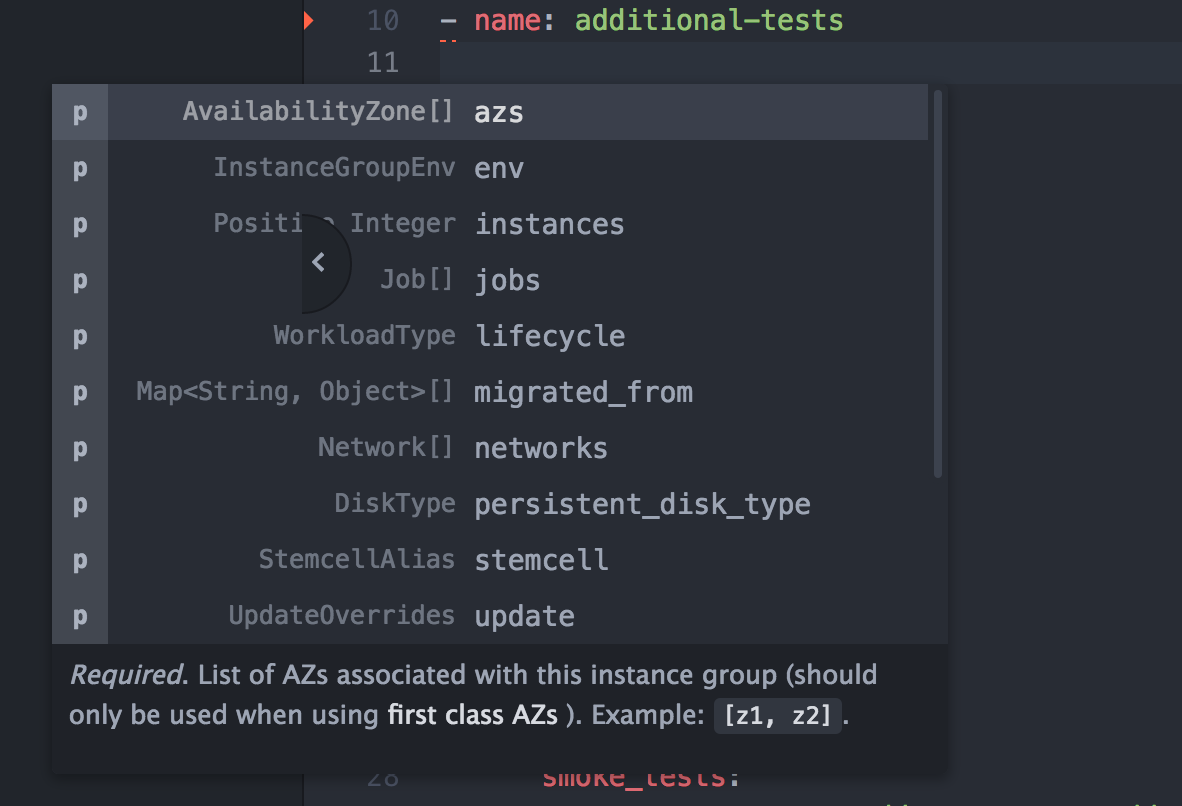 10 - name: additional-tests
11
p AvailabilityZone[] azs
p InstanceGroupEnv env
p Integer instances
p Job[] jobs
p WorkloadType lifecycle
p Map<String, Object>[] migrated_from
p Network[] networks
p DiskType persistent_disk_type
p StemcellAlias stemcell
p UpdateOverrides update
Required. List of AZs associated with this instance group (should
only be used when using first class AZs ). Example: [z1, z2] .
28 smoke_tests: